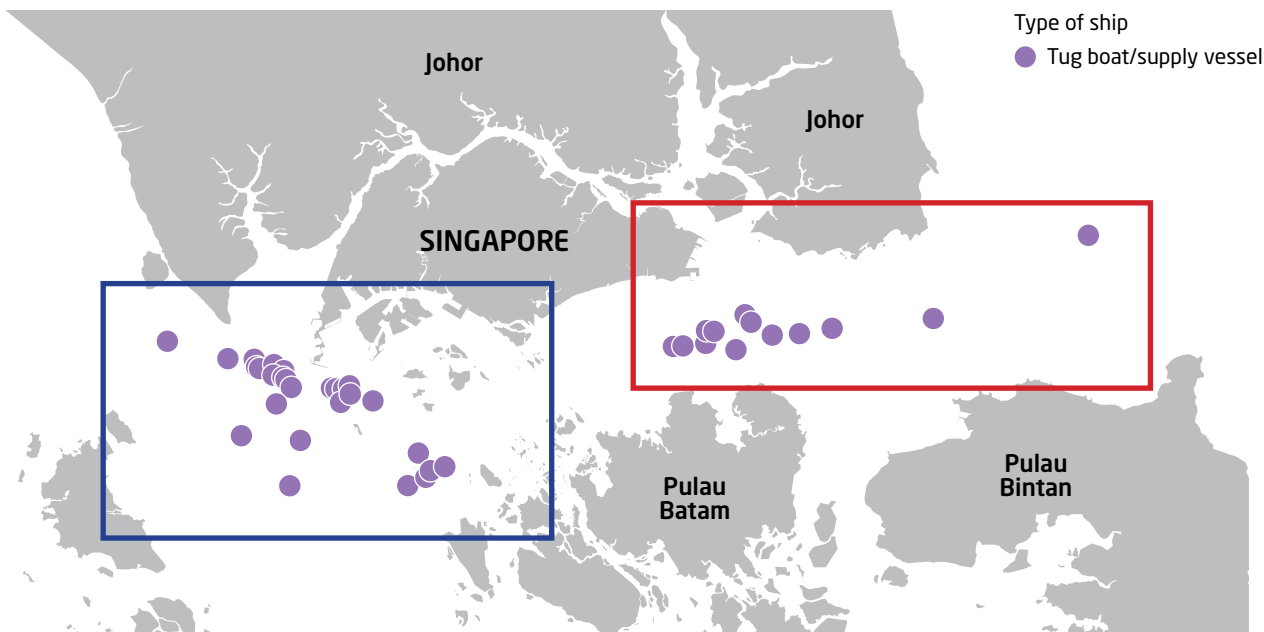 Type of ship
Tug boat/supply vessel
Johor
Johor
SINGAPORE
Pulau
Batam
Pulau
Bintan